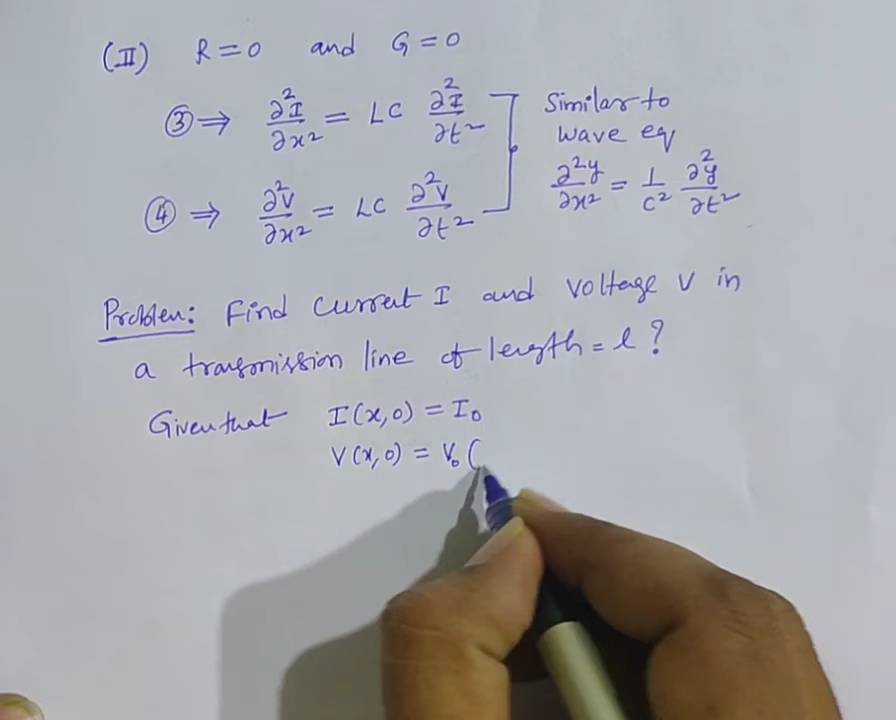 (II) R=0 and G=0
③ ⇒ ∂²I/∂x² = LC ∂²I/∂t²
④ ⇒ ∂²V/∂x² = LC ∂²V/∂t²
Similar to
wave eq
∂²y/∂x² = 1/c² ∂²y/∂t²
Problem: Find current I and voltage V in
a transmission line of length = l ?
Given that I(x,0) = I₀
V(x,0) = V₀ (